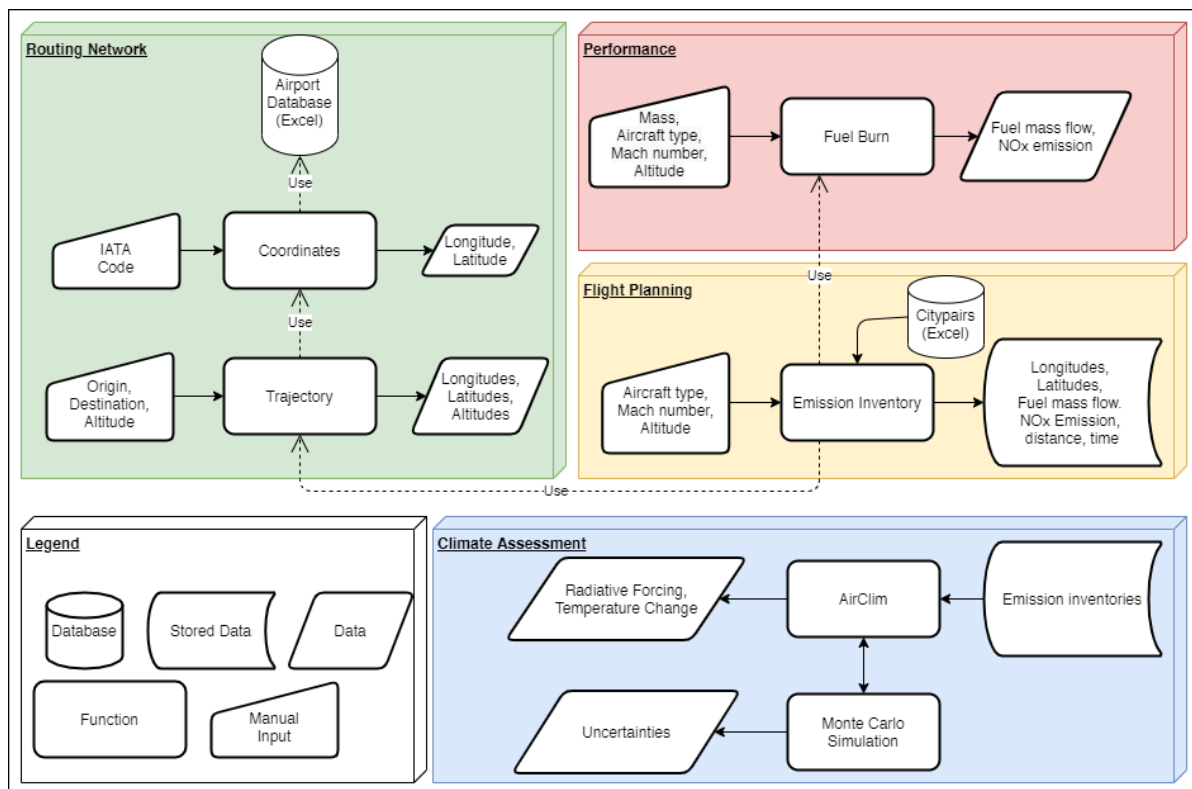 Routing Network
Airport
Database
(Excel)
Use
IATA
Code
Coordinates
Longitude,
Latitude
Use
Origin,
Destination,
Altitude
Trajectory
Longitudes,
Latitudes,
Altitudes
Performance
Mass,
Aircraft type,
Mach number,
Altitude
Fuel Burn
Fuel mass flow,
NOx emission
Use
Flight Planning
Citypairs
(Excel)
Aircraft type,
Mach number,
Altitude
Emission Inventory
Longitudes,
Latitudes,
Fuel mass flow.
NOx Emission,
distance, time
Use
Legend
Database
Stored Data
Data
Function
Manual
Input
Climate Assessment
Radiative Forcing,
Temperature Change
AirClim
Emission inventories
Uncertainties
Monte Carlo
Simulation